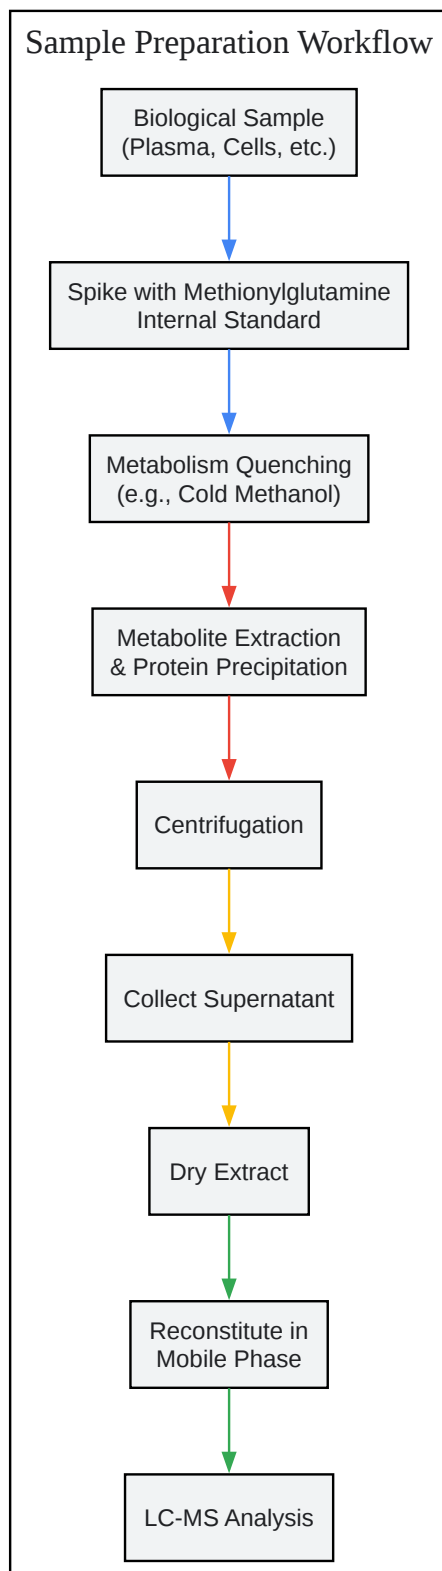 Sample Preparation Workflow
Biological Sample
(Plasma, Cells, etc.)
Spike with Methionylglutamine
Internal Standard
Metabolism Quenching
(e.g., Cold Methanol)
Metabolite Extraction
& Protein Precipitation
Centrifugation
Collect Supernatant
Dry Extract
Reconstitute in
Mobile Phase
LC-MS Analysis